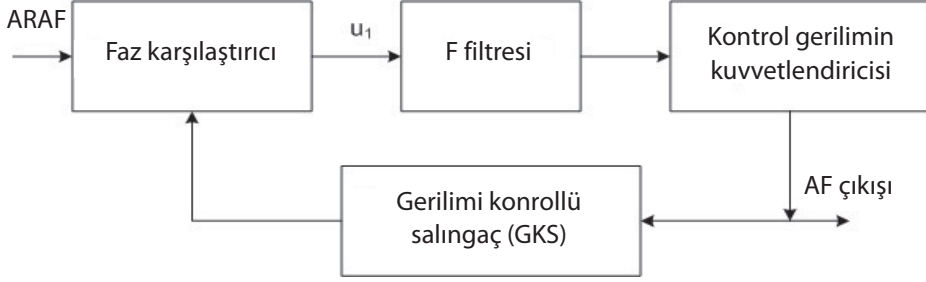 ARAF
Faz karşılaştırıcı
u₁
F filtresi
Kontrol gerilimin
kuvvetlendiricisi
AF çıkışı
Gerilimi konrollü
salıngaç (GKS)